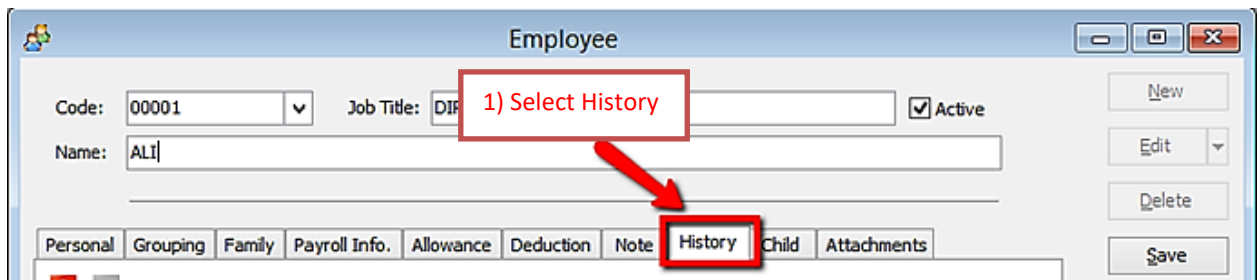 Employee
1) Select History
New
Code: 00001 Job Title: DIR Active
Name: ALI
Edit
Delete
Personal Grouping Family Payroll Info. Allowance Deduction Note History Child Attachments
Save